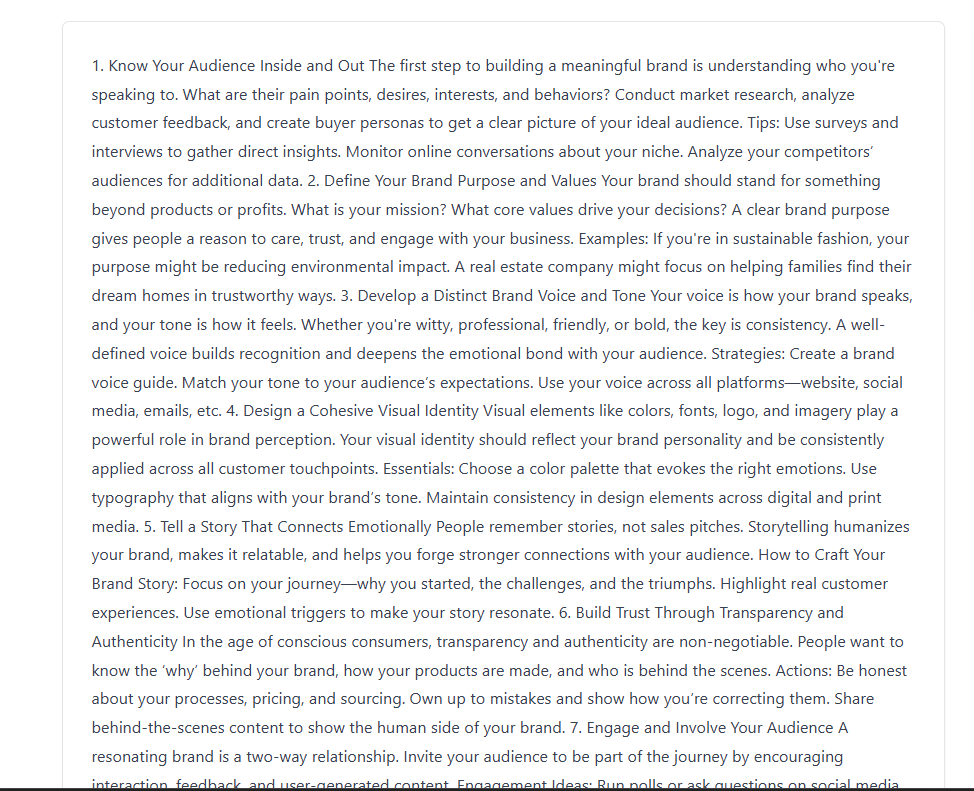 1. Know Your Audience Inside and Out The first step to building a meaningful brand is understanding who you're
speaking to. What are their pain points, desires, interests, and behaviors? Conduct market research, analyze
customer feedback, and create buyer personas to get a clear picture of your ideal audience. Tips: Use surveys and
interviews to gather direct insights. Monitor online conversations about your niche. Analyze your competitors’
audiences for additional data. 2. Define Your Brand Purpose and Values Your brand should stand for something
beyond products or profits. What is your mission? What core values drive your decisions? A clear brand purpose
gives people a reason to care, trust, and engage with your business. Examples: If you're in sustainable fashion, your
purpose might be reducing environmental impact. A real estate company might focus on helping families find their
dream homes in trustworthy ways. 3. Develop a Distinct Brand Voice and Tone Your voice is how your brand speaks,
and your tone is how it feels. Whether you're witty, professional, friendly, or bold, the key is consistency. A well-
defined voice builds recognition and deepens the emotional bond with your audience. Strategies: Create a brand
voice guide. Match your tone to your audience’s expectations. Use your voice across all platforms—website, social
media, emails, etc. 4. Design a Cohesive Visual Identity Visual elements like colors, fonts, logo, and imagery play a
powerful role in brand perception. Your visual identity should reflect your brand personality and be consistently
applied across all customer touchpoints. Essentials: Choose a color palette that evokes the right emotions. Use
typography that aligns with your brand’s tone. Maintain consistency in design elements across digital and print
media. 5. Tell a Story That Connects Emotionally People remember stories, not sales pitches. Storytelling humanizes
your brand, makes it relatable, and helps you forge stronger connections with your audience. How to Craft Your
Brand Story: Focus on your journey—why you started, the challenges, and the triumphs. Highlight real customer
experiences. Use emotional triggers to make your story resonate. 6. Build Trust Through Transparency and
Authenticity In the age of conscious consumers, transparency and authenticity are non-negotiable. People want to
know the ‘why’ behind your brand, how your products are made, and who is behind the scenes. Actions: Be honest
about your processes, pricing, and sourcing. Own up to mistakes and show how you’re correcting them. Share
behind-the-scenes content to show the human side of your brand. 7. Engage and Involve Your Audience A
resonating brand is a two-way relationship. Invite your audience to be part of the journey by encouraging
interaction, feedback, and user-generated content. Engagement Ideas: Run polls or ask questions on social media.